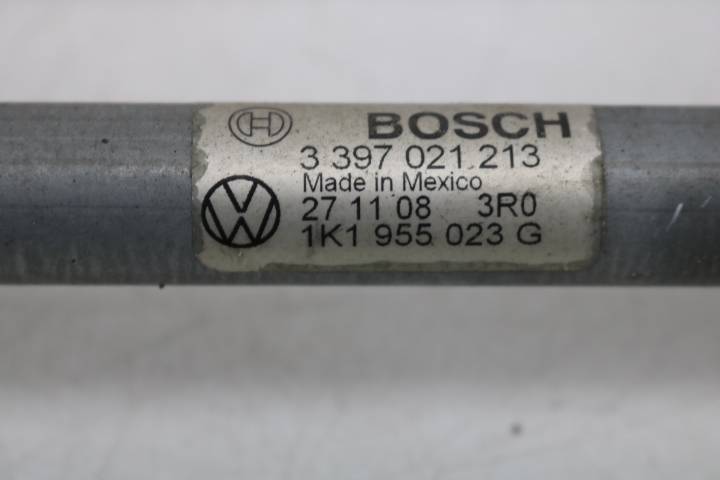 BOSCH
3 397 021 213
Made in Mexico
27 11 08 3R0
1K1 955 023 G